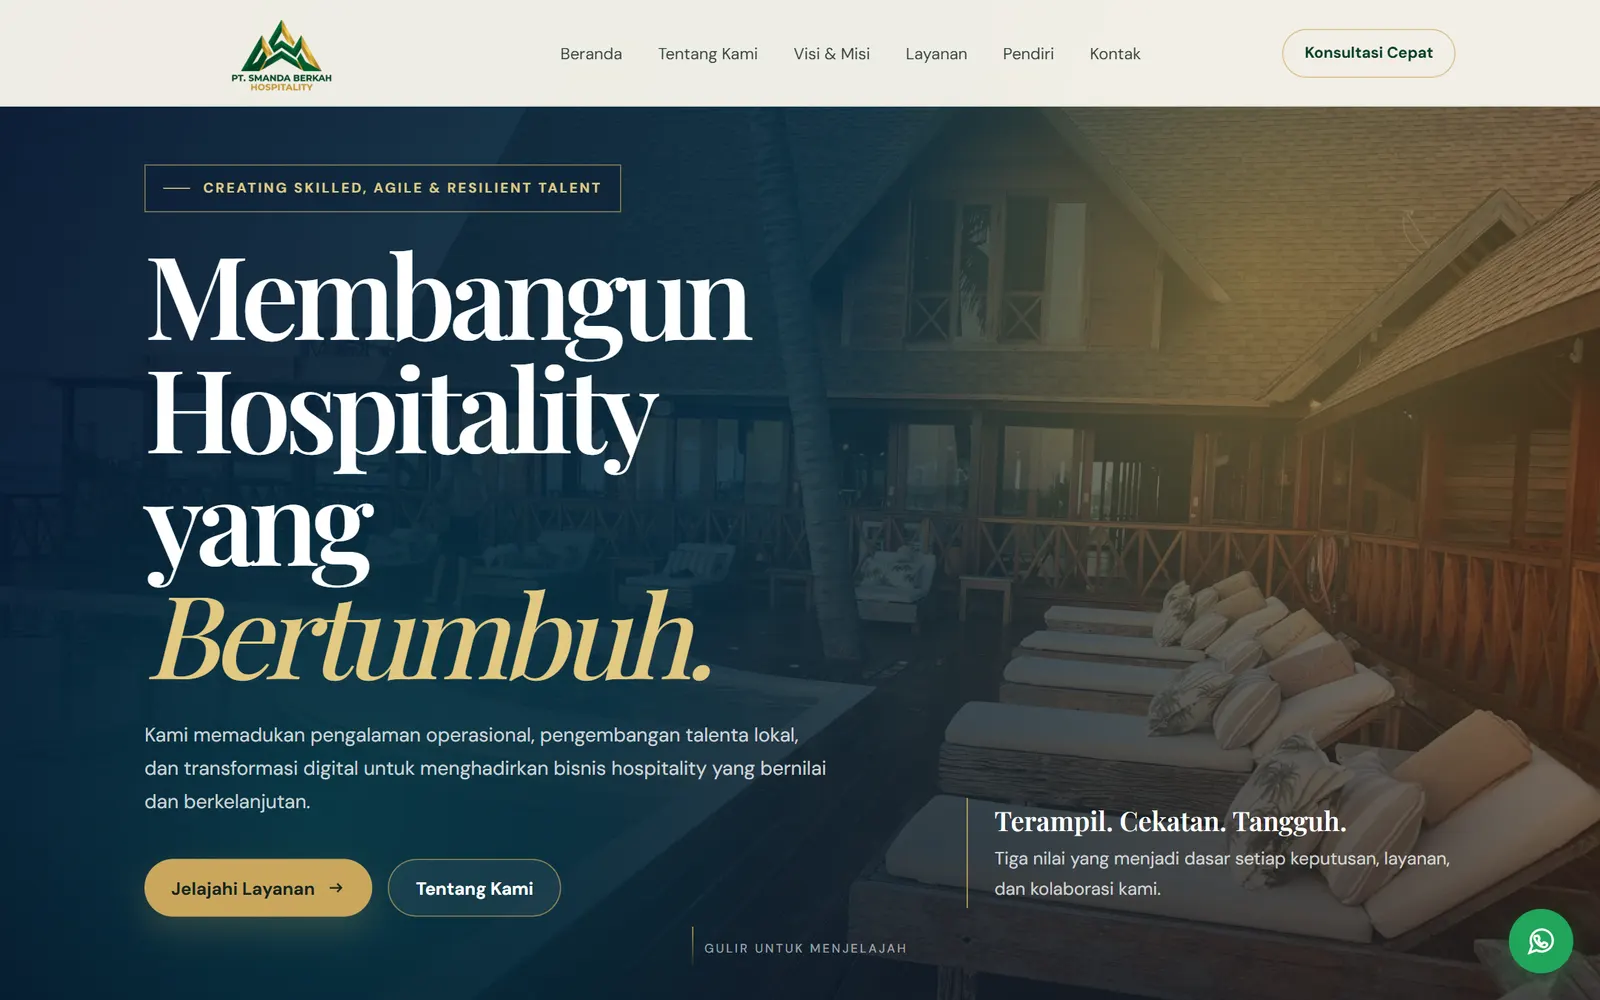 PT. SMANDA BERKAH
HOSPITALITY
Beranda
Tentang Kami
Visi & Misi
Layanan
Pendiri
Kontak
Konsultasi Cepat
CREATING SKILLED, AGILE & RESILIENT TALENT
Membangun
Hospitality
yang
Bertumbuh.
Kami memadukan pengalaman operasional, pengembangan talenta lokal,
dan transformasi digital untuk menghadirkan bisnis hospitality yang bernilai
dan berkelanjutan.
Jelajahi Layanan →
Tentang Kami
Terampil. Cekatan. Tangguh.
Tiga nilai yang menjadi dasar setiap keputusan, layanan,
dan kolaborasi kami.
GULIR UNTUK MENJELAJAH